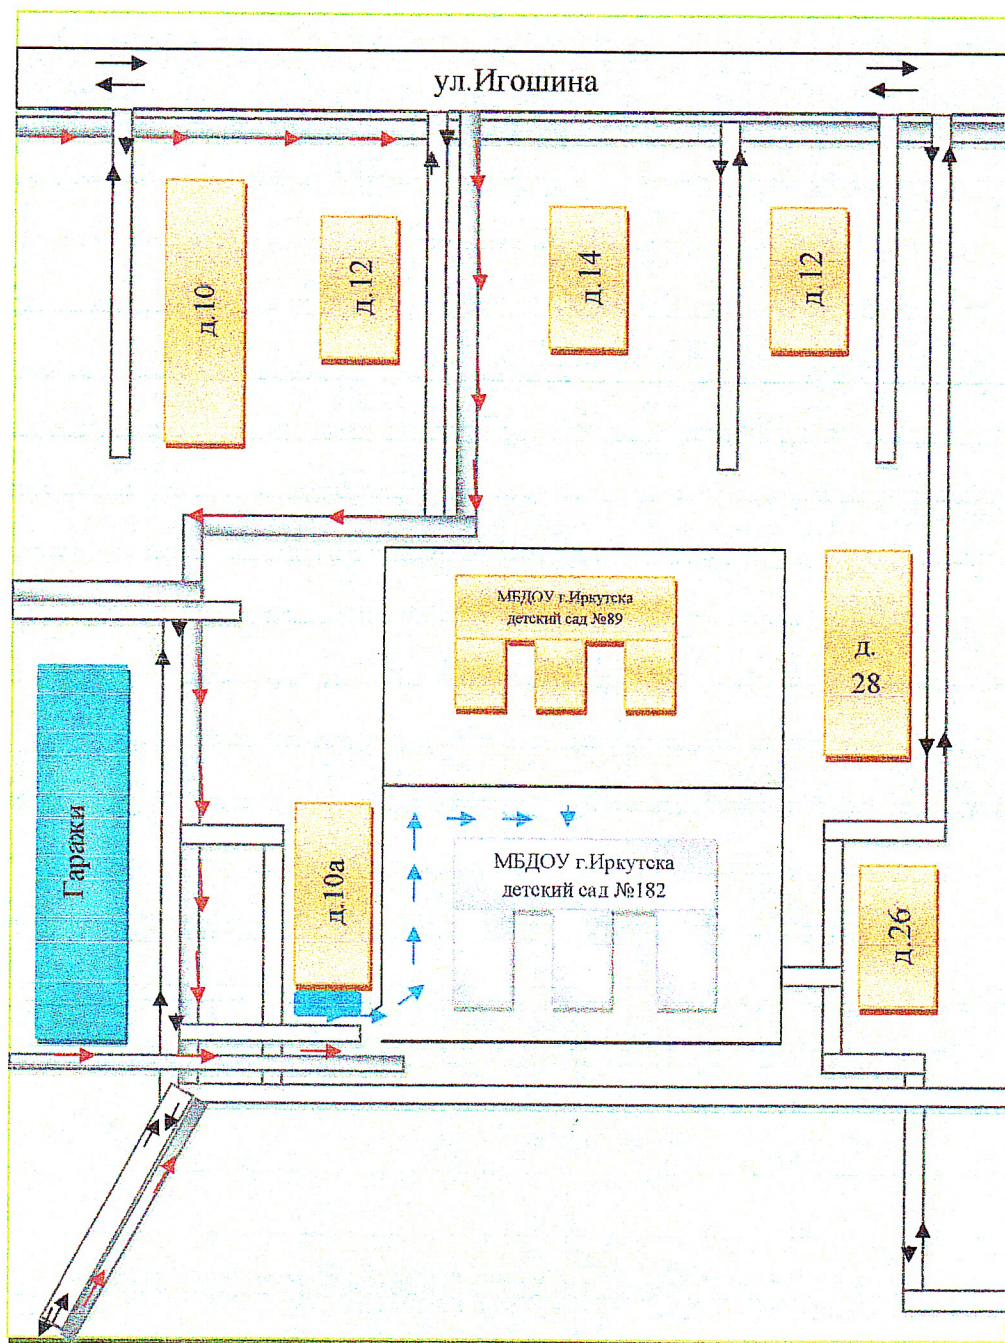 ул.Игошина
д.10
д.12
д.14
д.12
МБДОУ г.Иркутска
детский сад №89
д.
28
Гаражи
д.10а
МБДОУ г.Иркутска
детский сад №182
д.26